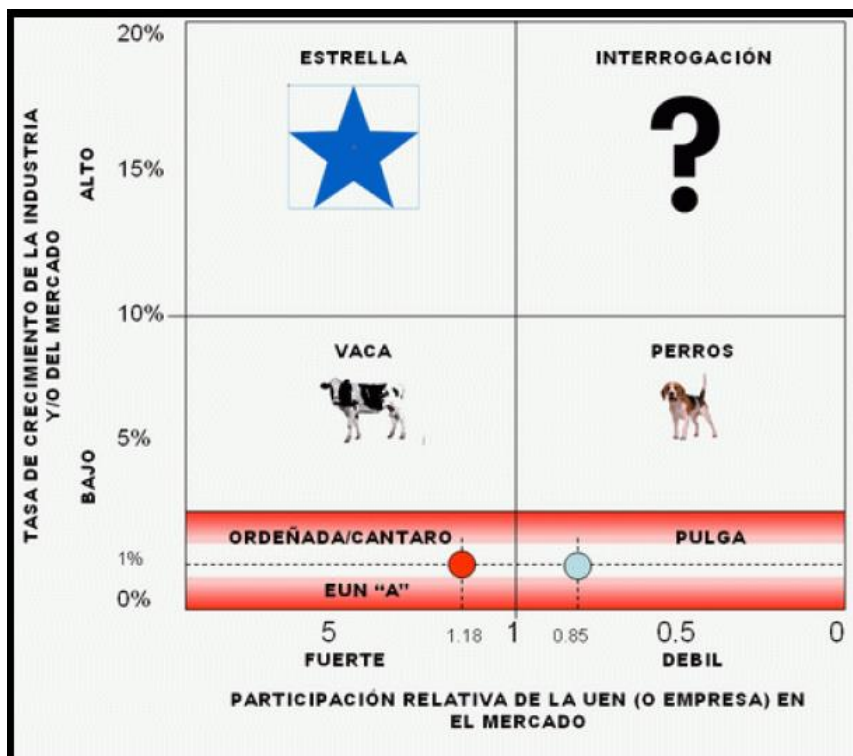 TASA DE CRECIMIENTO DE LA INDUSTRIA
Y/O DEL MERCADO
ALTO
BAJO
20%
ESTRELLA
INTERROGACIÓN
?
15%
10%
VACA
PERROS
5%
ORDEÑADA/CANTARO
PULGA
1%
EUN “A”
0%
5 1.18 1 0.85 0.5 0
FUERTE
DEBIL
PARTICIPACIÓN RELATIVA DE LA UEN (O EMPRESA) EN
EL MERCADO